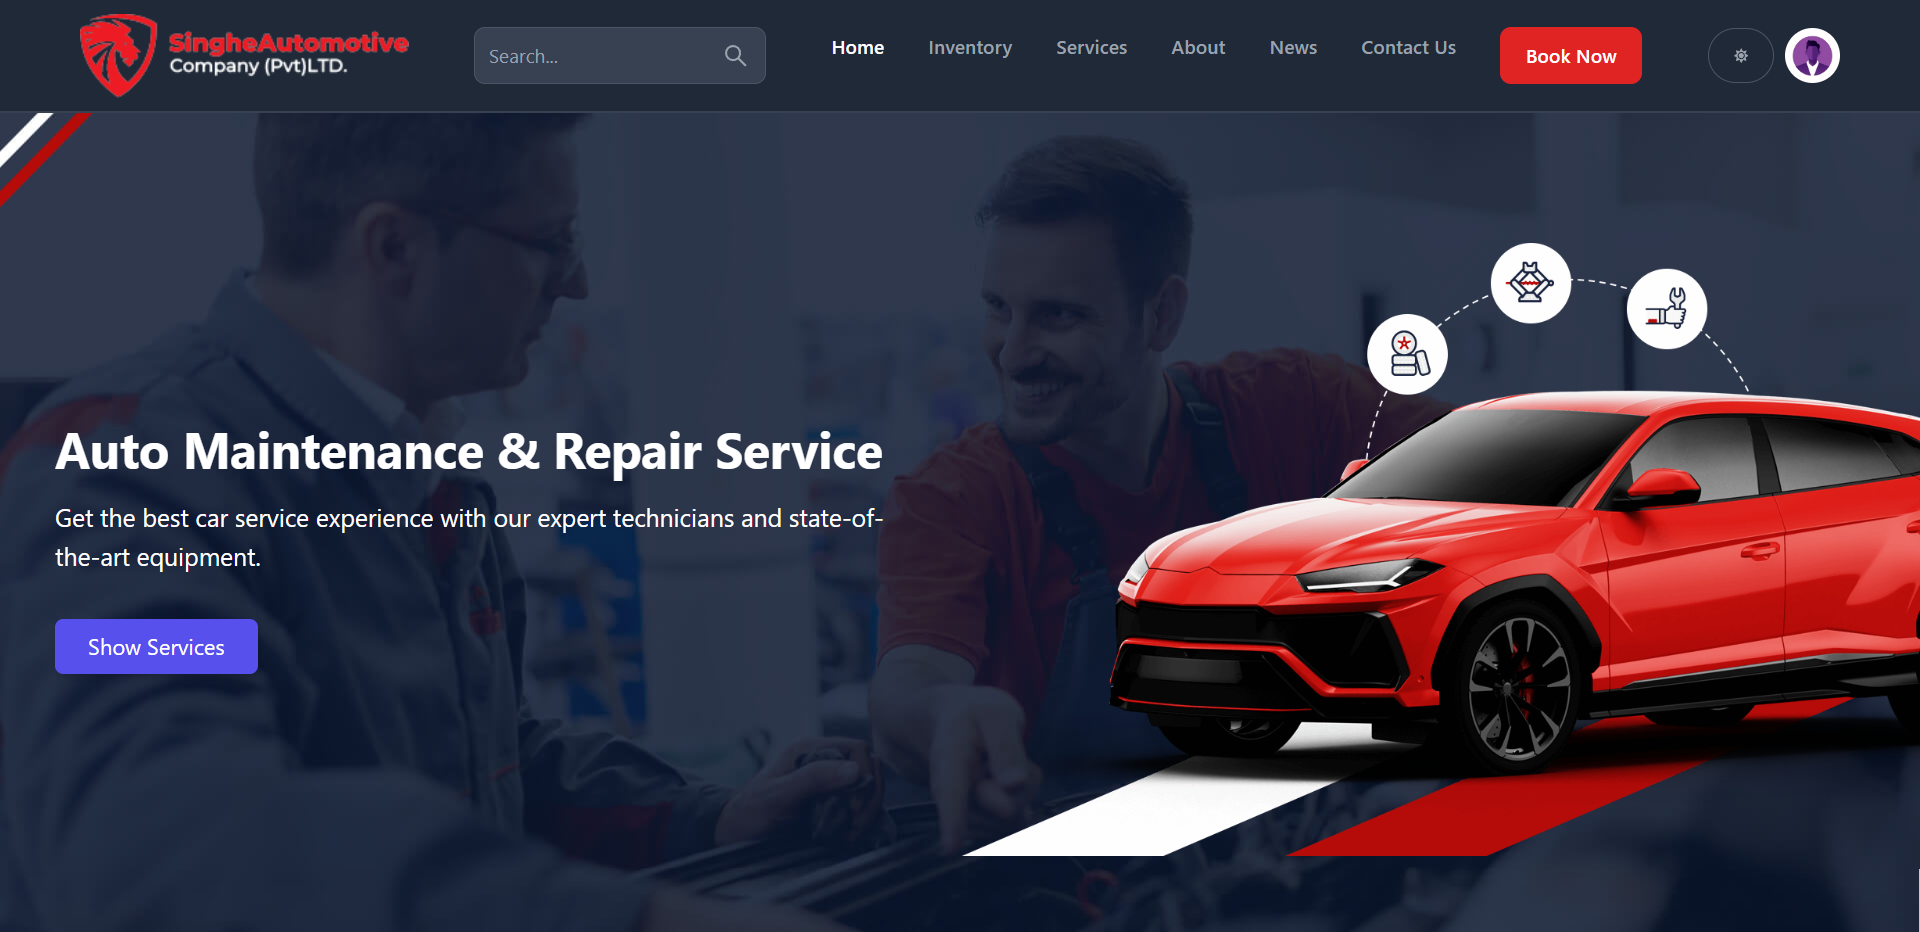 SingheAutomotive
Company (Pvt)LTD.
Search...
Home
Inventory
Services
About
News
Contact Us
Book Now
Auto Maintenance & Repair Service
Get the best car service experience with our expert technicians and state-of-
the-art equipment.
Show Services